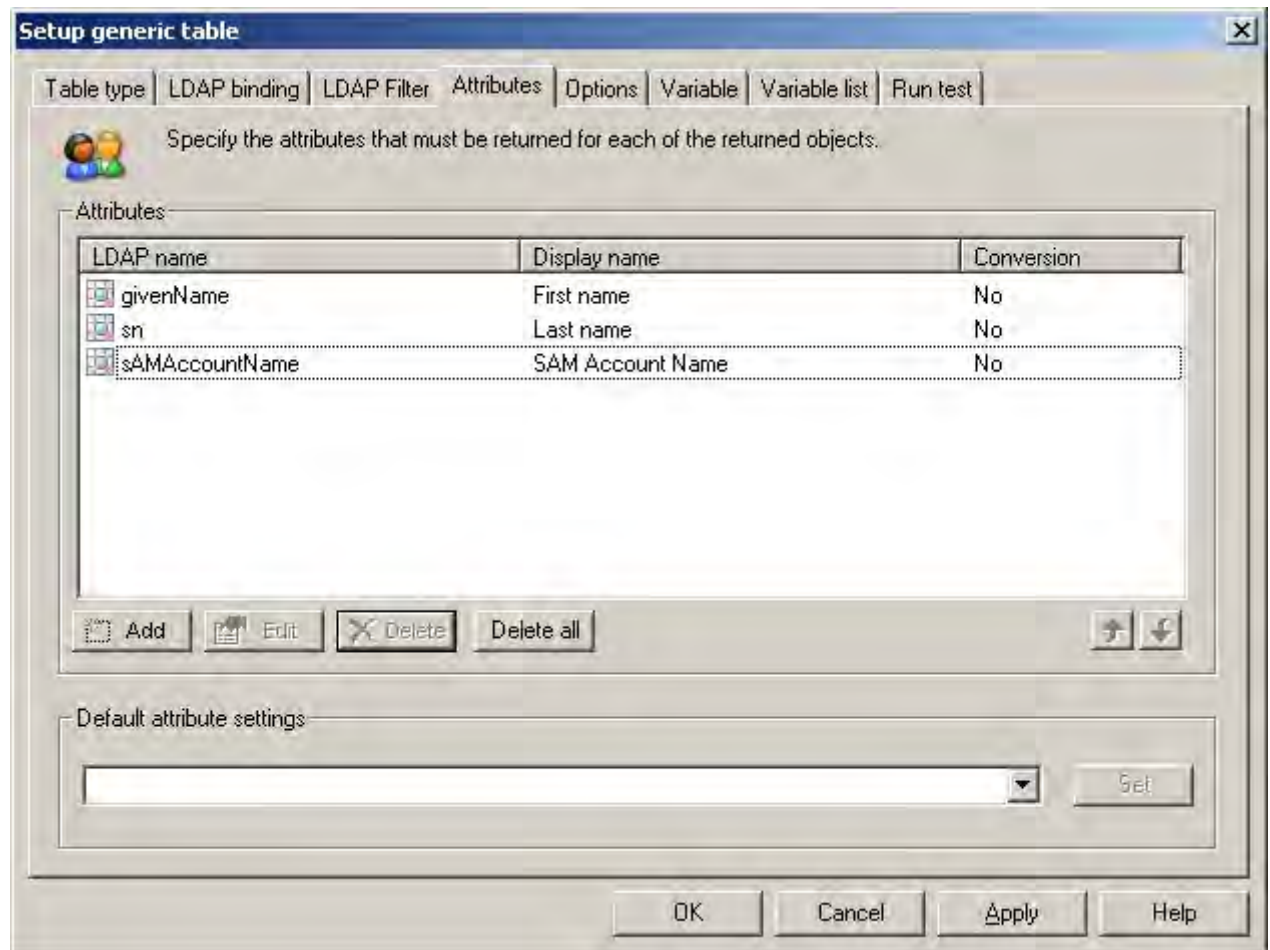 Setup generic table
Table type LDAP binding LDAP Filter Attributes Options Variable Variable list Run test
Specify the attributes that must be returned for each of the returned objects.
Attributes
LDAP name Display name Conversion
givenName First name No
sn Last name No
sAMAccountName SAM Account Name No
Add Edit Delete Delete all
Default attribute settings
Set
OK Cancel Apply Help